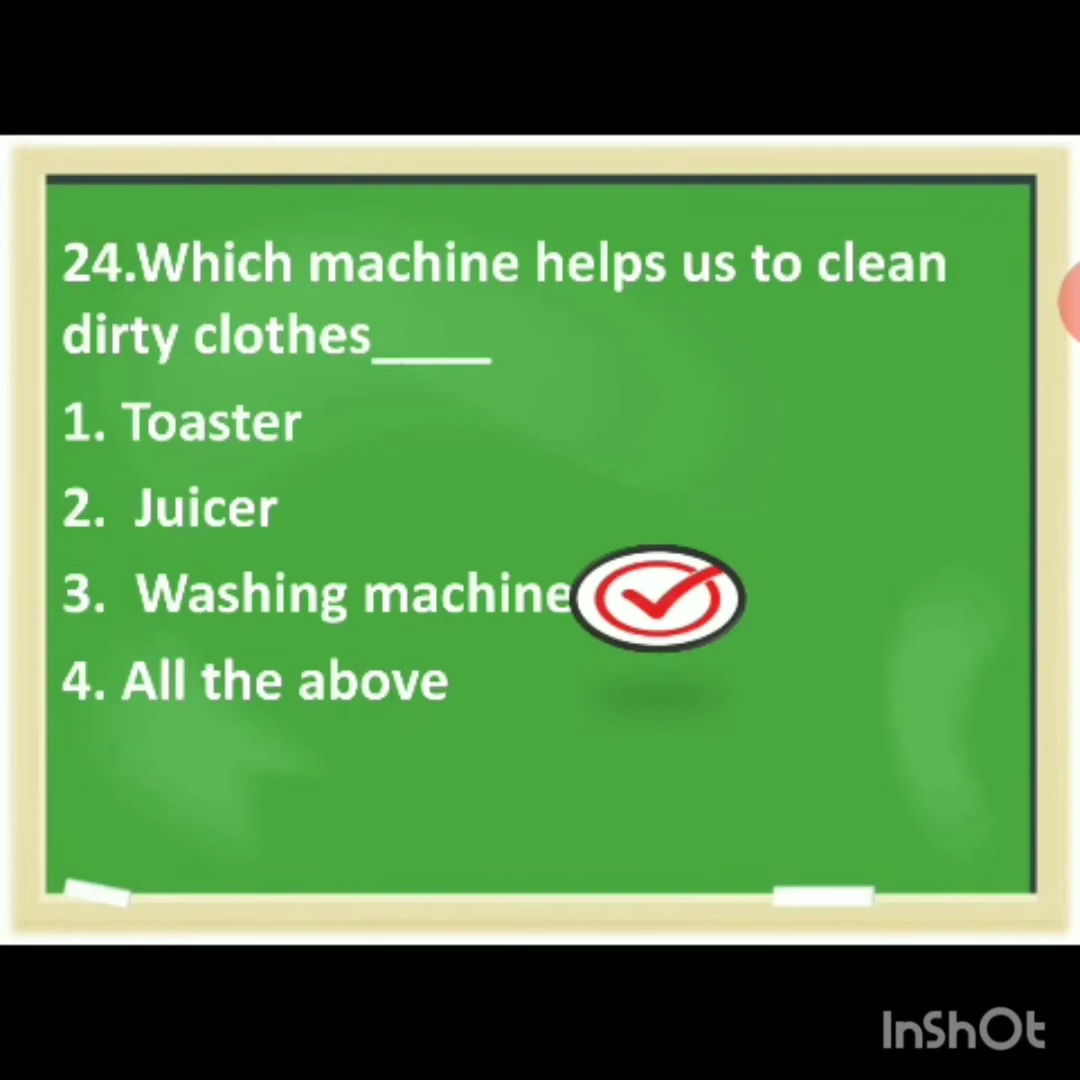 24.Which machine helps us to clean
dirty clothes____
1. Toaster
2. Juicer
3. Washing machine
4. All the above
InShOt